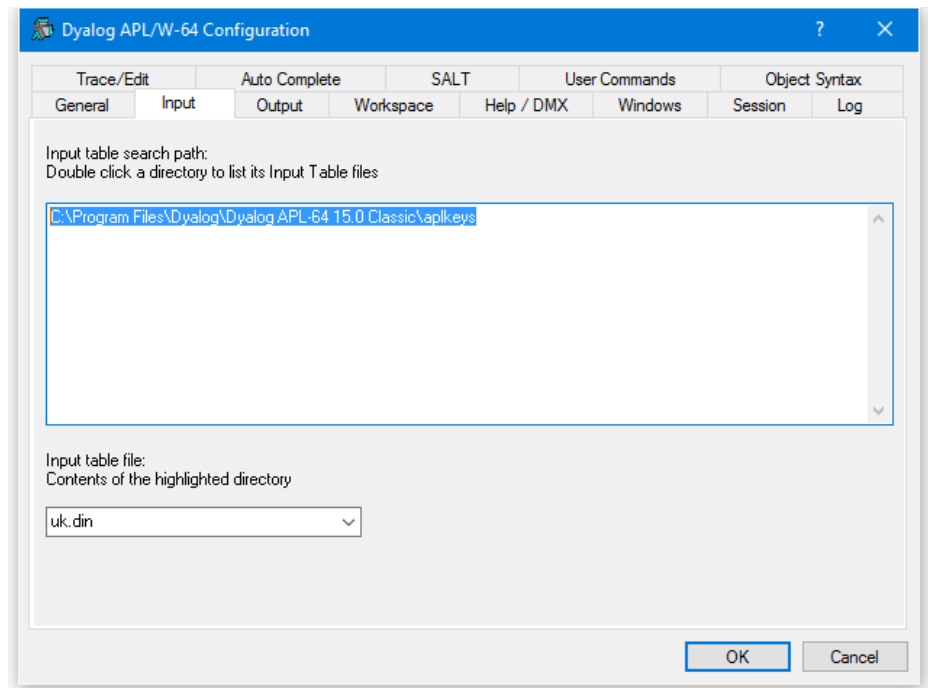 Dyalog APL/W-64 Configuration
Trace/Edit Auto Complete SALT User Commands Object Syntax
General Input Output Workspace Help / DMX Windows Session Log
Input table search path:
Double click a directory to list its Input Table files
C:\Program Files\Dyalog\Dyalog APL-64 15.0 Classic\aplkeys
Input table file:
Contents of the highlighted directory
uk.din
OK Cancel